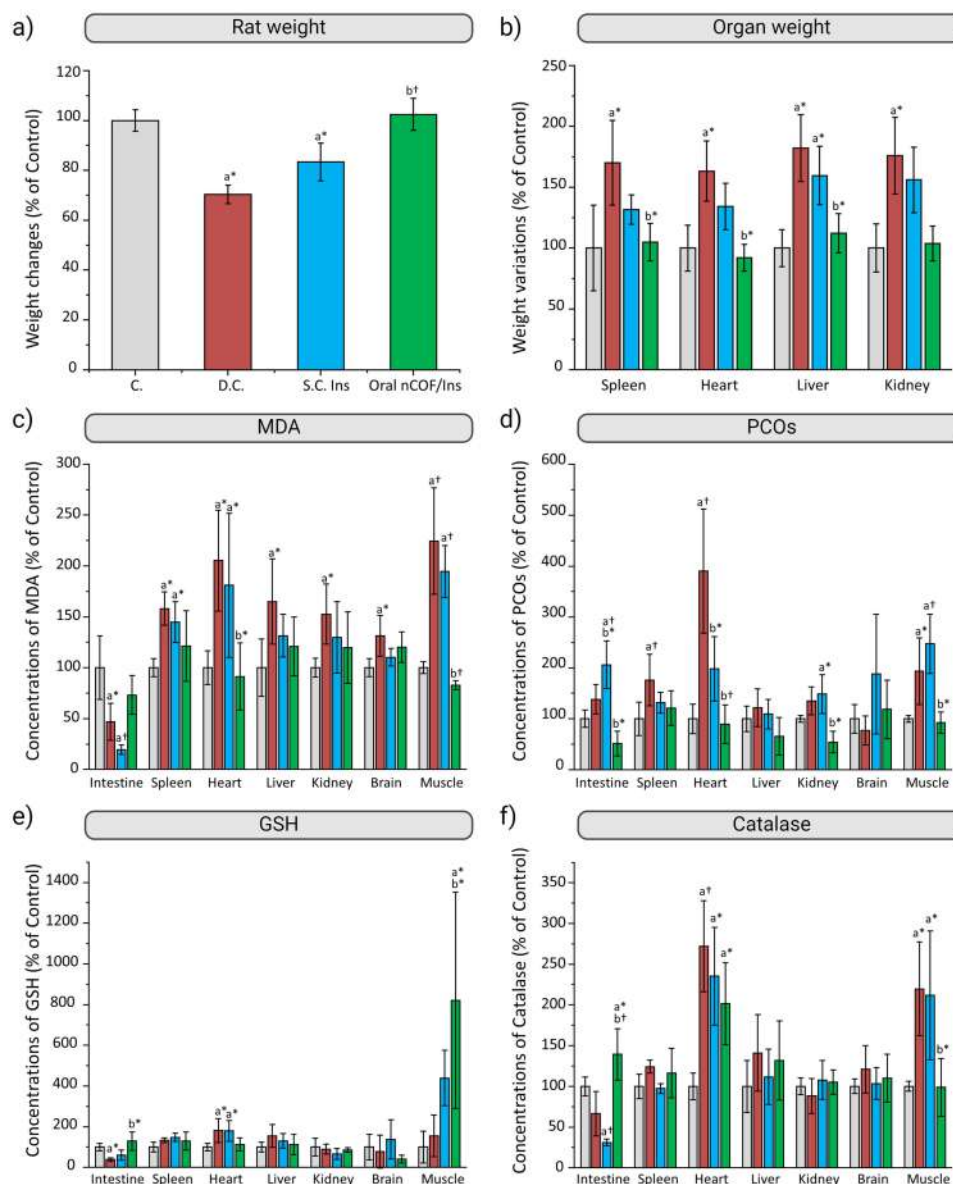 a)
Rat weight
Weight changes (% of Control)
120
100
80
60
40
20
0
a*
a*
b†
C.
D.C.
S.C. Ins
Oral nCOF/Ins
b)
Organ weight
Weight variations (% of Control)
250
200
150
100
50
0
a*
b*
a*
b*
a*
a*
b*
a*
Spleen
Heart
Liver
Kidney
c)
MDA
Concentrations of MDA (% of Control)
300
250
200
150
100
50
0
a*
a†
a*
a*
a*
a*
b*
a*
a*
a*
a†
a†
b†
Intestine
Spleen
Heart
Liver
Kidney
Brain
Muscle
d)
PCOs
Concentrations of PCOs (% of Control)
600
500
400
300
200
100
0
a†
b*
b*
a†
a†
b*
b†
a*
b*
a*
a†
b*
Intestine
Spleen
Heart
Liver
Kidney
Brain
Muscle
e)
GSH
Concentrations of GSH (% of Control)
1400
1200
1000
800
600
400
200
0
a*
b*
a*
a*
a*
b*
Intestine
Spleen
Heart
Liver
Kidney
Brain
Muscle
f)
Catalase
Concentrations of Catalase (% of Control)
350
300
250
200
150
100
50
0
a†
a*
b†
a†
a*
a*
a*
a*
b*
Intestine
Spleen
Heart
Liver
Kidney
Brain
Muscle